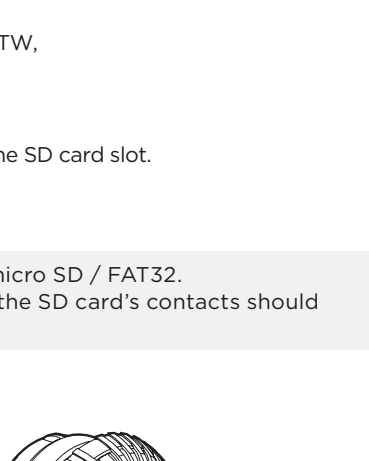 TW,
he SD card slot.
micro SD / FAT32.
the SD card's contacts should